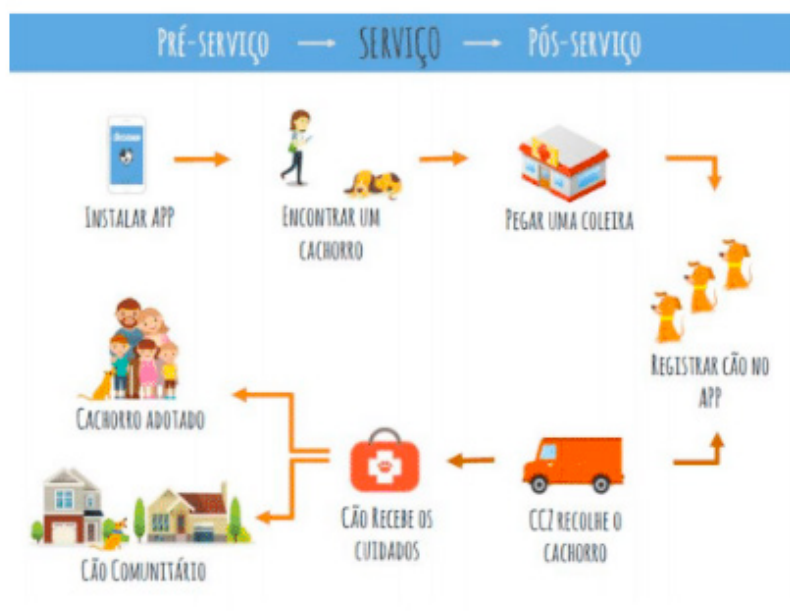 PRÉ-SERVIÇO → SERVIÇO → PÓS-SERVIÇO
INSTALAR APP
ENCONTRAR UM
CACHORRO
PEGAR UMA COLEIRA
REGISTRAR CÃO NO
APP
CACHORRO ADOTADO
CÃO RECEBE OS
CUIDADOS
CCZ RECOLHE O
CACHORRO
CÃO COMUNITÁRIO